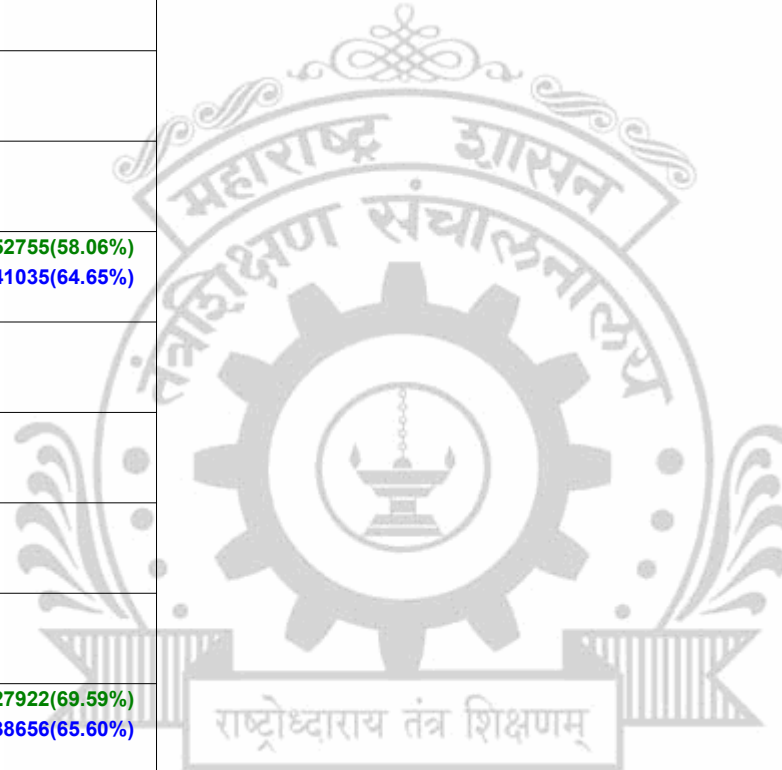 महाराष्ट्र शासन
तंत्रशिक्षण संचालनालय
52755(58.06%)
41035(64.65%)
27922(69.59%)
38656(65.60%)
राष्ट्रोध्दाराय तंत्र शिक्षणम्